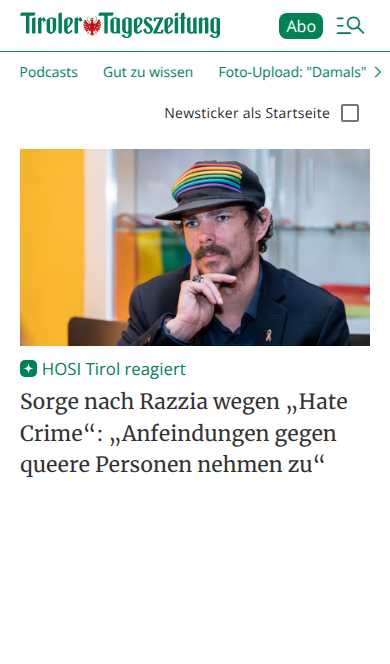 Tiroler Tageszeitung
Abo
Podcasts Gut zu wissen Foto-Upload: "Damals"
Newsticker als Startseite
HOSI Tirol reagiert
Sorge nach Razzia wegen „Hate
Crime“: „Anfeindungen gegen
queere Personen nehmen zu“